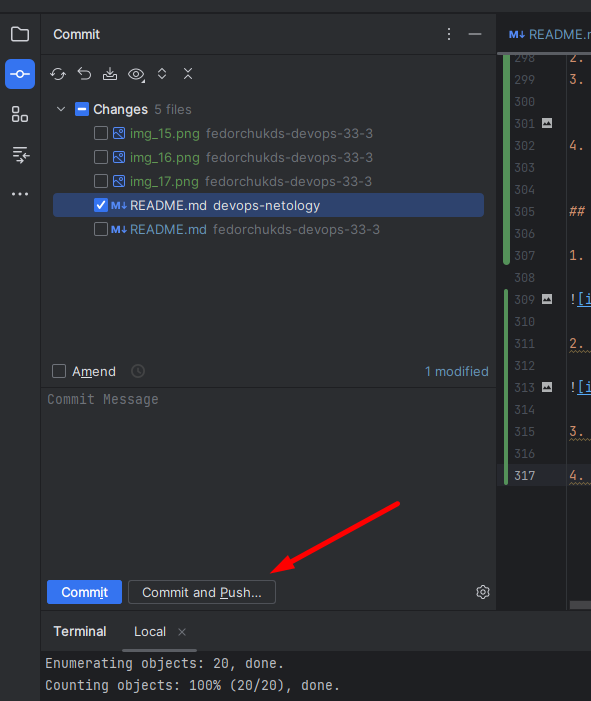 Commit
README.m
Changes 5 files
img_15.png fedorchukds-devops-33-3
img_16.png fedorchukds-devops-33-3
img_17.png fedorchukds-devops-33-3
README.md devops-netology
README.md fedorchukds-devops-33-3
Amend
1 modified
Commit Message
Commit
Commit and Push...
298 2.
299 3.
300
301
302 4.
303
304
305 ##
306
307 1.
308
309 ![i
310
311 2.
312
313 ![i
314
315 3.
316
317 4.
Terminal
Local
Enumerating objects: 20, done.
Counting objects: 100% (20/20), done.